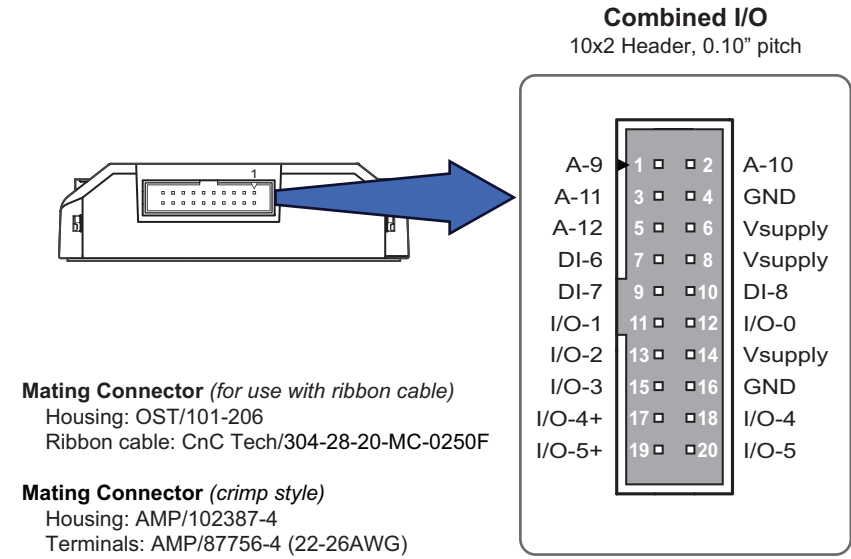 Combined I/O
10x2 Header, 0.10” pitch
1
A-9 1 2 A-10
A-11 3 4 GND
A-12 5 6 Vsupply
DI-6 7 8 Vsupply
DI-7 9 10 DI-8
I/O-1 11 12 I/O-0
I/O-2 13 14 Vsupply
I/O-3 15 16 GND
I/O-4+ 17 18 I/O-4
I/O-5+ 19 20 I/O-5
Mating Connector (for use with ribbon cable)
Housing: OST/101-206
Ribbon cable: CnC Tech/304-28-20-MC-0250F
Mating Connector (crimp style)
Housing: AMP/102387-4
Terminals: AMP/87756-4 (22-26AWG)